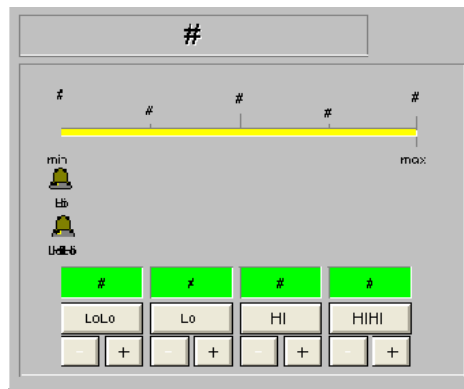 #
# # # # #
min max
# # # #
LoLo Lo HI HIHI
- + - + - + - +